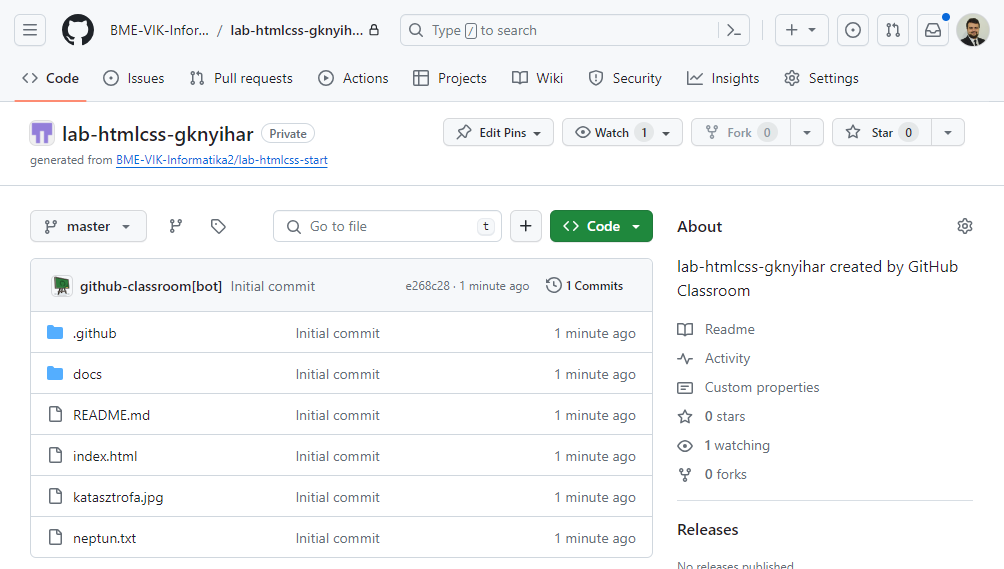 BME-VIK-Infor... / lab-htmlcss-gknyih... Type / to search
Code Issues Pull requests Actions Projects Wiki Security Insights Settings
lab-htmlcss-gknyihar Private Edit Pins Watch 1 Fork 0 Star 0
generated from BME-VIK-Informatika2/lab-htmlcss-start
master Go to file t + Code
github-classroom[bot] Initial commit e268c28 · 1 minute ago 1 Commits
.github Initial commit 1 minute ago
docs Initial commit 1 minute ago
README.md Initial commit 1 minute ago
index.html Initial commit 1 minute ago
katasztrofa.jpg Initial commit 1 minute ago
neptun.txt Initial commit 1 minute ago
About
lab-htmlcss-gknyihar created by GitHub
Classroom
Readme
Activity
Custom properties
0 stars
1 watching
0 forks
Releases
No releases published